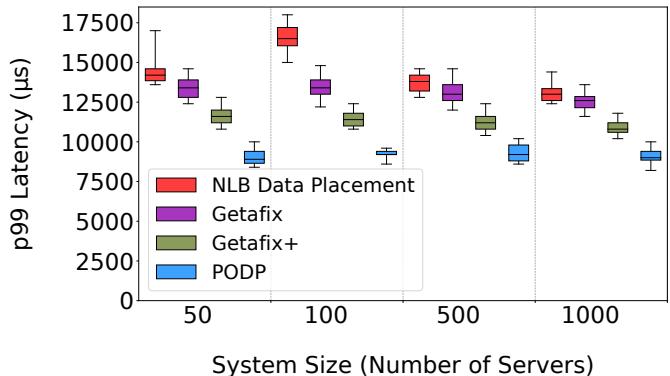 p99 Latency (µs)
17500
15000
12500
10000
7500
5000
2500
0
NLB Data Placement
Getafix
Getafix+
PODP
50 100 500 1000
System Size (Number of Servers)